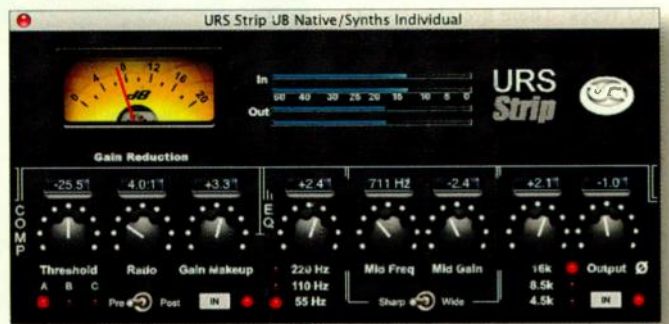 URS Strip UB Native/Synths Individual
0 4 8 12 16 20
dB
In
60 40 30 25 20 15 10 5 0
Out
URS
Strip
Gain Reduction
COMP
-25.5
4.0:1
+3.3
EQ
+2.4
711 Hz
-2.4
+2.1
-1.0
Threshold
Ratio
Gain Makeup
220 Hz
110 Hz
55 Hz
Mid Freq
Mid Gain
16k
8.5k
4.5k
Output Ø
A B C
Pre
Post
IN
Sharp
Wide
IN